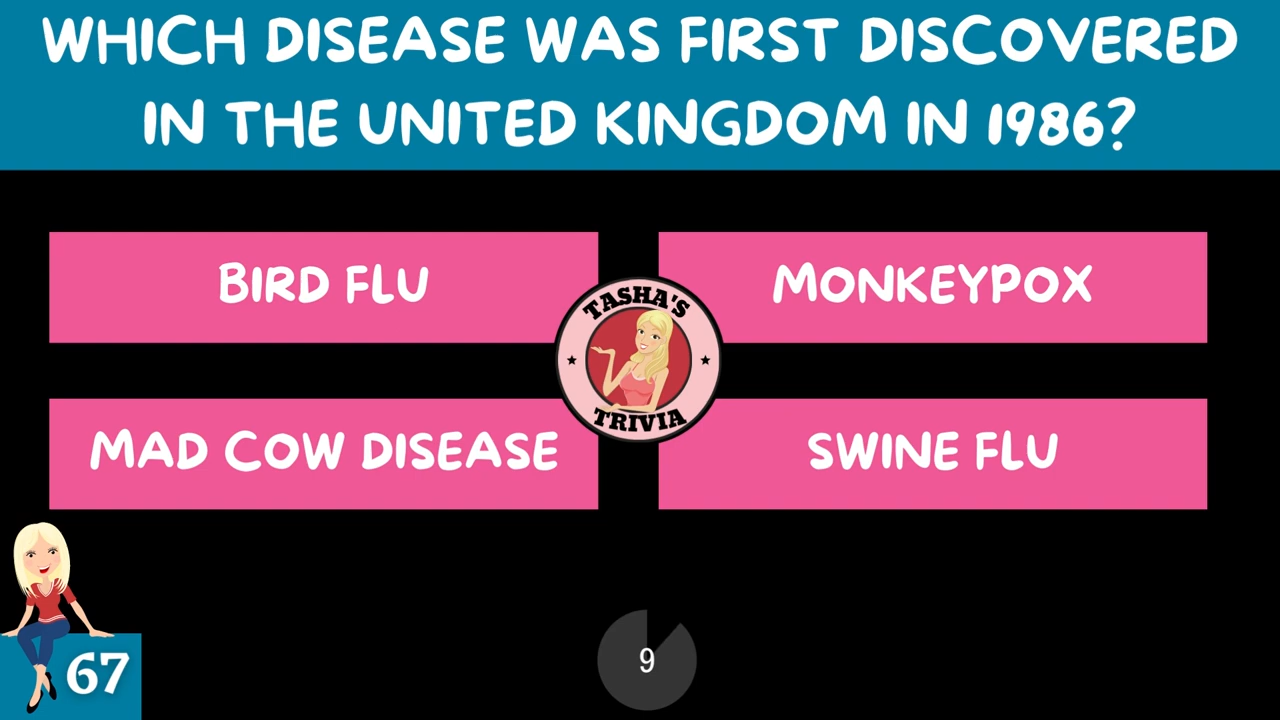 WHICH DISEASE WAS FIRST DISCOVERED
IN THE UNITED KINGDOM IN 1986?
BIRD FLU
MONKEYPOX
TASHA'S
TRIVIA
MAD COW DISEASE
SWINE FLU
67
9